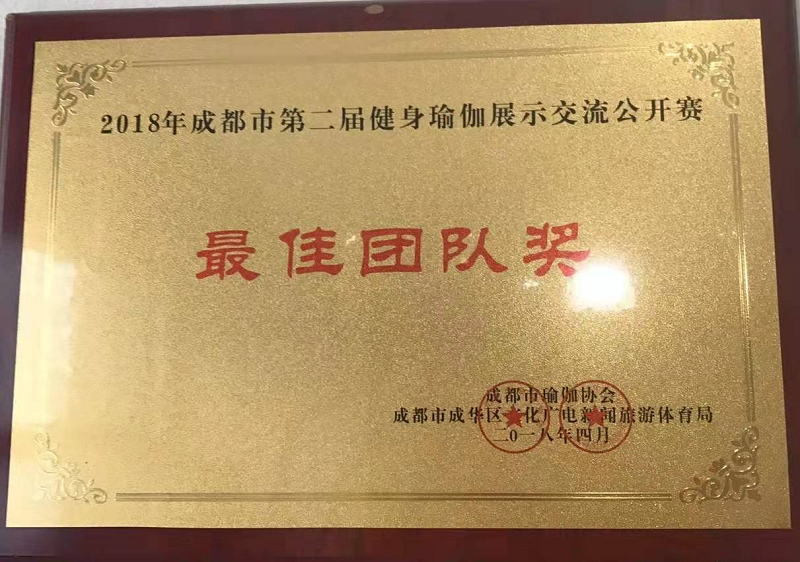 2018年成都市第二届健身瑜伽展示交流公开赛
最佳团队奖
成都市瑜伽协会
成都市成华区文化广电新闻旅游体育局
二〇一八年四月